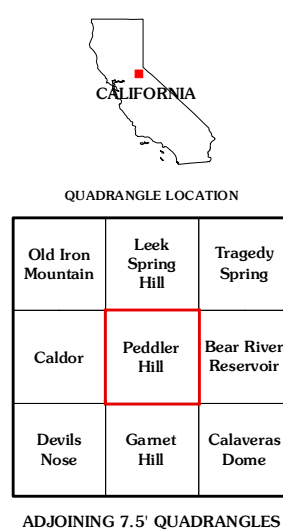 CALIFORNIA
QUADRANGLE LOCATION
Old Iron
Mountain
Leek
Spring
Hill
Tragedy
Spring
Caldor
Peddler
Hill
Bear River
Reservoir
Devils
Nose
Garnet
Hill
Calaveras
Dome
ADJOINING 7.5' QUADRANGLES